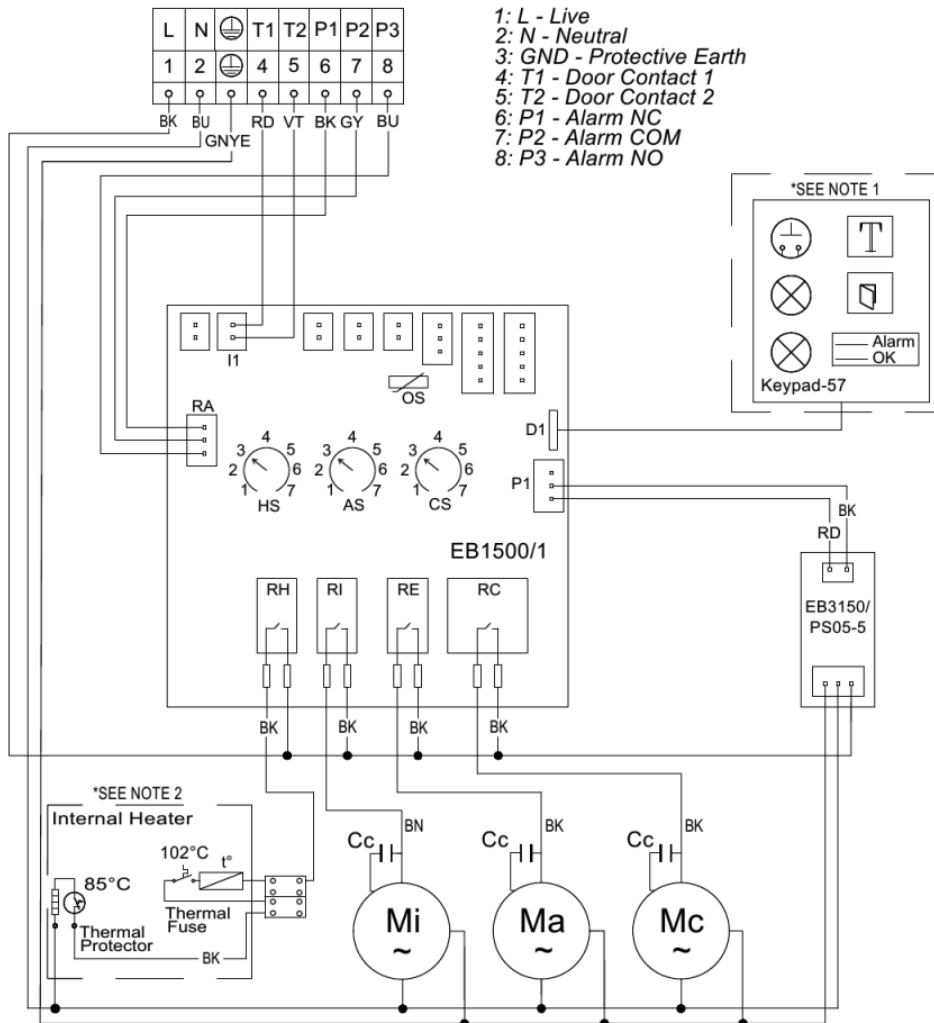 L N T1 T2 P1 P2 P3
1 2 4 5 6 7 8
BK BU GNYE RD VT BK GY BU
1: L - Live
2: N - Neutral
3: GND - Protective Earth
4: T1 - Door Contact 1
5: T2 - Door Contact 2
6: P1 - Alarm NC
7: P2 - Alarm COM
8: P3 - Alarm NO
*SEE NOTE 1
T
Alarm
OK
Keypad-57
I1
OS
RA
D1
P1
1 2 3 4 5 6 7
HS
1 2 3 4 5 6 7
AS
1 2 3 4 5 6 7
CS
BK
RD
EB1500/1
EB3150/
PS05-5
RH RI RE RC
BK BK BK BK
*SEE NOTE 2
Internal Heater
102°C
t°
85°C
Thermal
Fuse
Thermal
Protector
BK
BN BK BK
Cc Cc Cc
Mi Ma Mc
~ ~ ~